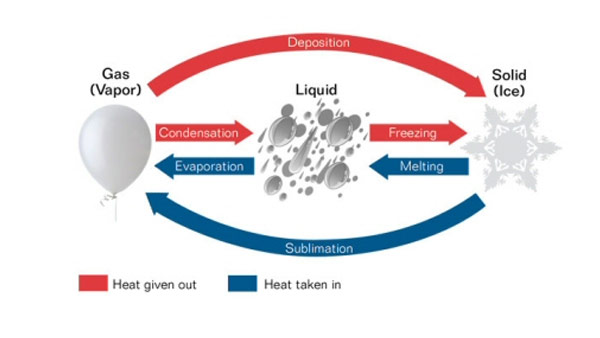 Deposition
Gas
(Vapor)
Liquid
Solid
(Ice)
Condensation
Freezing
Evaporation
Melting
Sublimation
Heat given out
Heat taken in